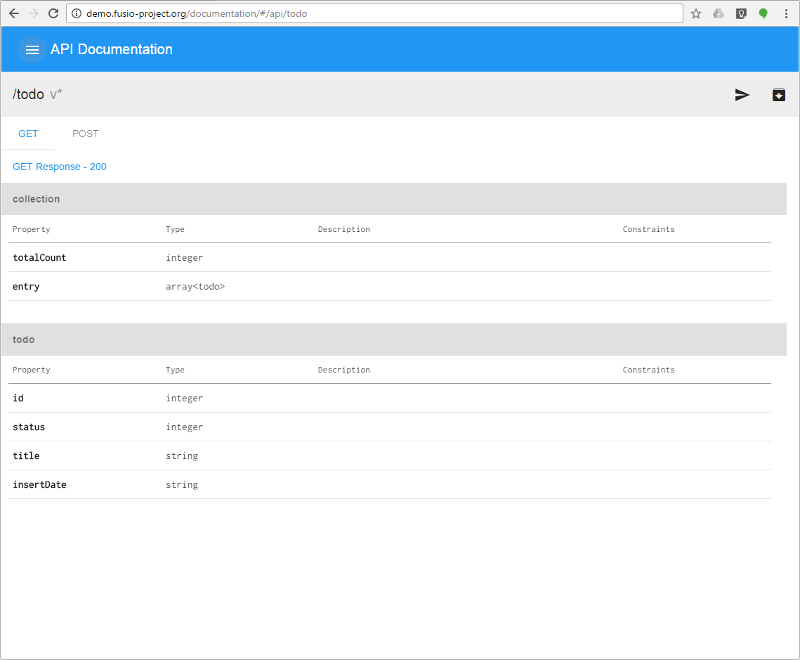 demo.fusio-project.org/documentation/#/api/todo
API Documentation
/todo v*
GET POST
GET Response - 200
collection
Property Type Description Constraints
totalCount integer
entry array<todo>
todo
Property Type Description Constraints
id integer
status integer
title string
insertDate string